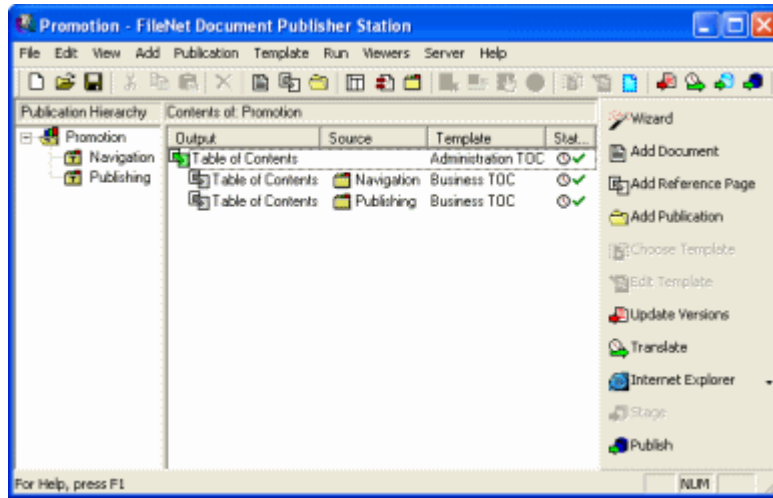 Promotion - FileNet Document Publisher Station
File Edit View Add Publication Template Run Viewers Server Help
Publication Hierarchy
Contents of: Promotion
Promotion
Navigation
Publishing
Output Source Template Stat...
Table of Contents Administration TOC
Table of Contents Navigation Business TOC
Table of Contents Publishing Business TOC
Wizard
Add Document
Add Reference Page
Add Publication
Choose Template
Edit Template
Update Versions
Translate
Internet Explorer
Stage
Publish
For Help, press F1
NUM